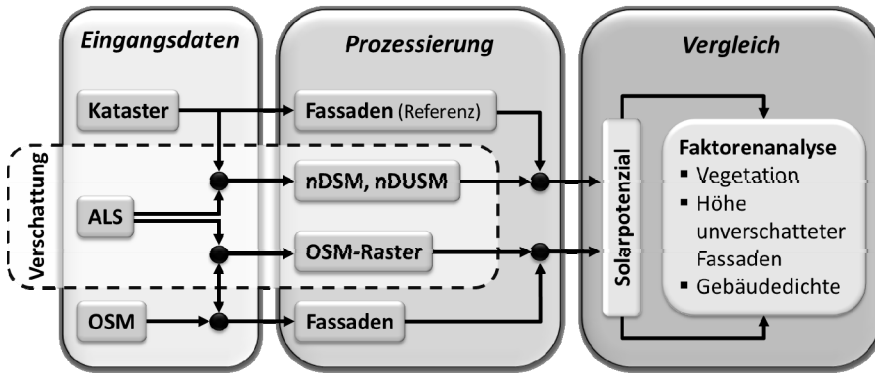 Eingangsdaten
Prozessierung
Vergleich
Kataster
Fassaden (Referenz)
Verschattung
ALS
nDSM, nDUSM
OSM-Raster
OSM
Fassaden
Solarpotenzial
Faktorenanalyse
▪ Vegetation
▪ Höhe
unverschatteter
Fassaden
▪ Gebäudedichte